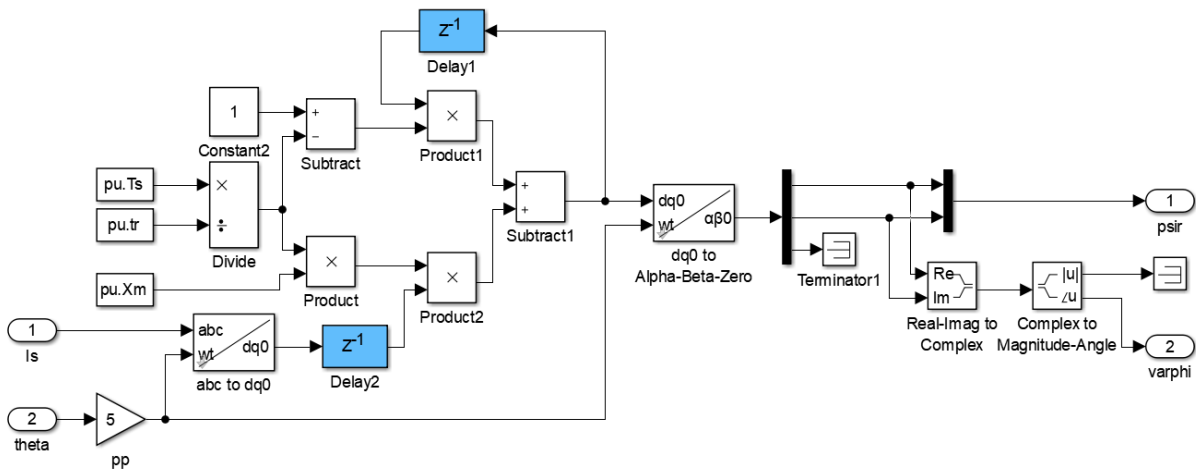 z-1
Delay1
1
Constant2
+
−
Subtract
×
Product1
pu.Ts
pu.tr
×
÷
Divide
+
+
Subtract1
dq0
wt
αβ0
dq0 to
Alpha-Beta-Zero
Terminator1
1
psir
pu.Xm
×
Product
×
Product2
Re
Im
Real-Imag to
Complex
|u|
∠u
Complex to
Magnitude-Angle
2
varphi
1
Is
abc
wt
dq0
abc to dq0
z-1
Delay2
2
theta
5
pp